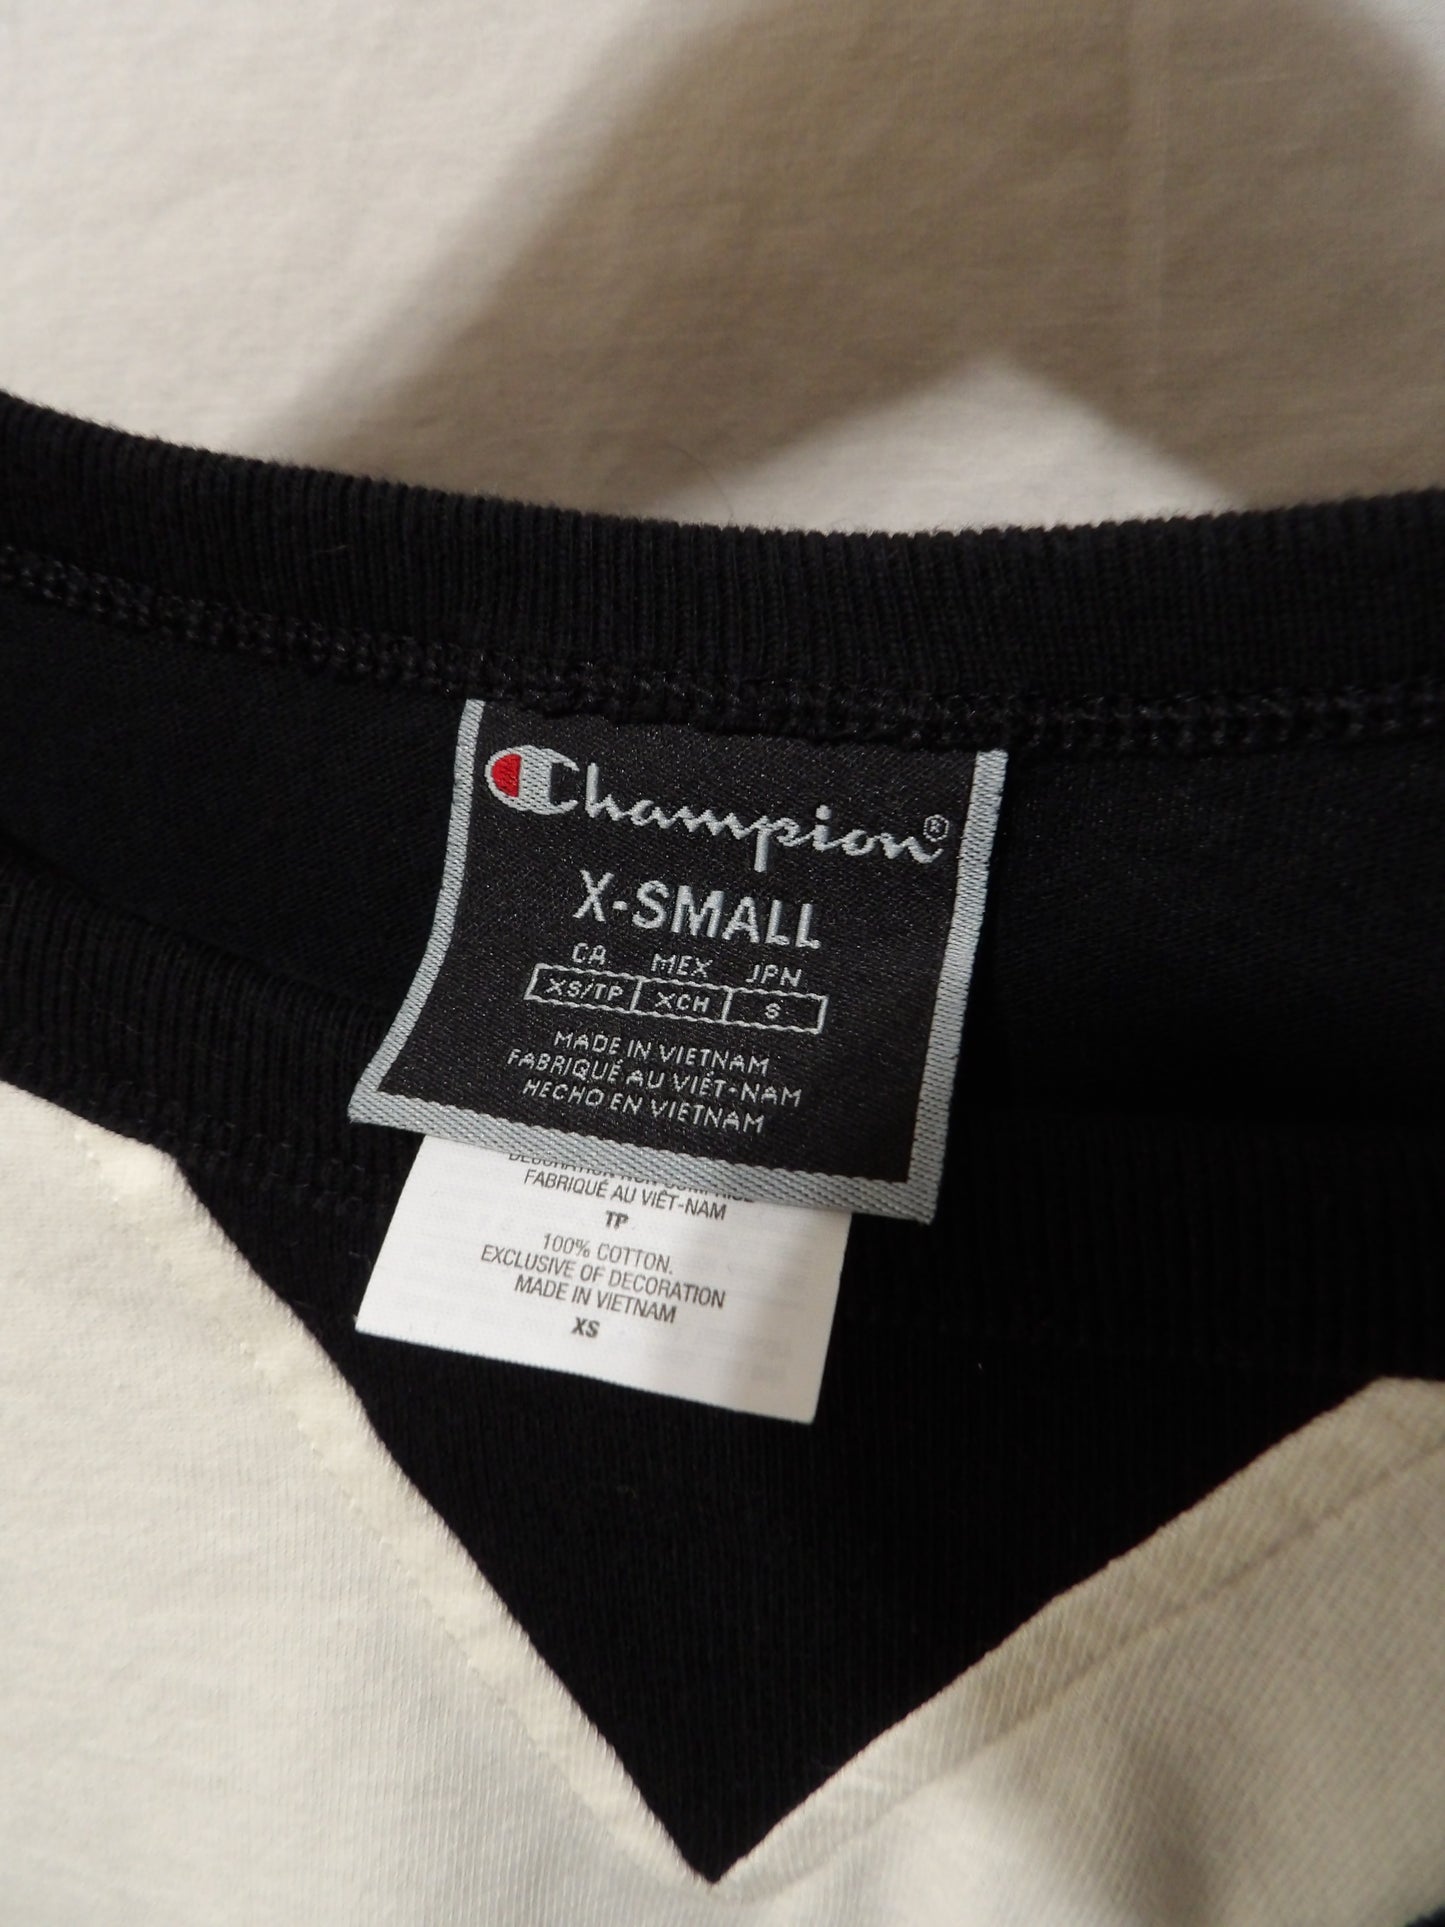 Champion®
X-SMALL
CA MEX JPN
XS/TP XCH S
MADE IN VIETNAM
FABRIQUÉ AU VIÊT-NAM
HECHO EN VIETNAM
FABRIQUÉ AU VIÊT-NAM
TP
100% COTTON.
EXCLUSIVE OF DECORATION
MADE IN VIETNAM
XS